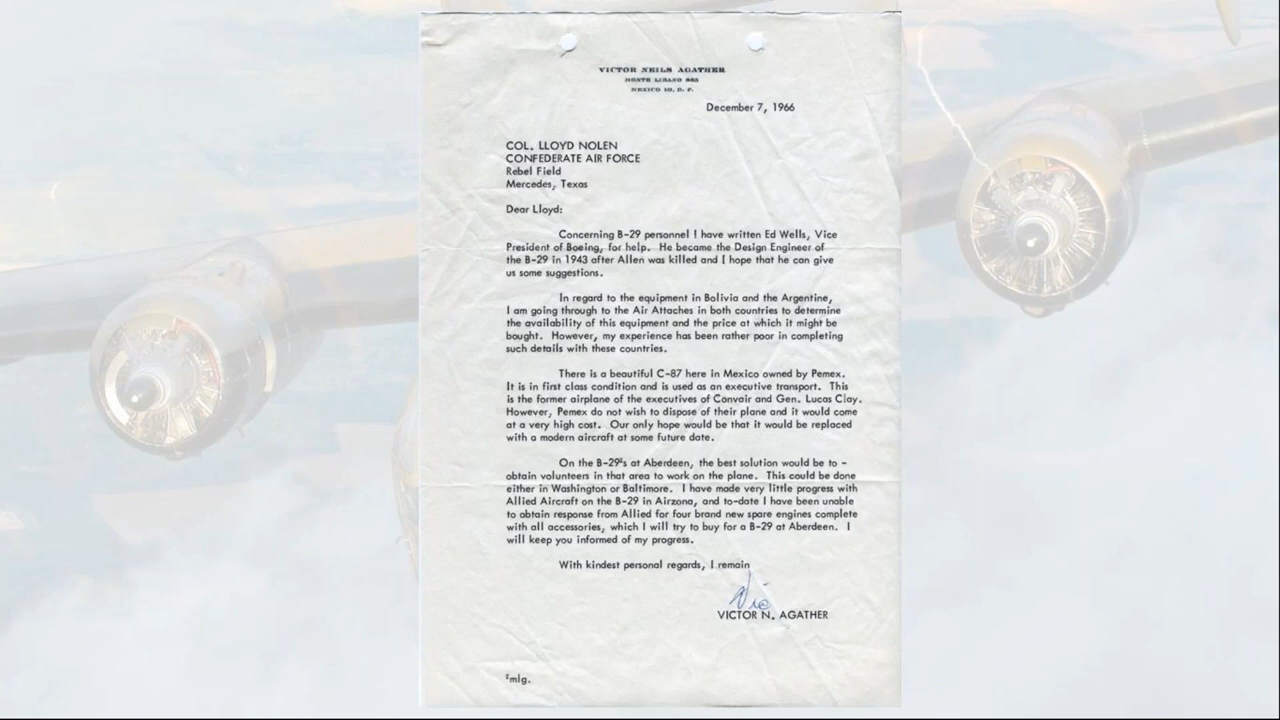 VICTOR NEILS AGATHER
MONTE LIBANO 865
MEXICO 10, D. F.
December 7, 1966
COL. LLOYD NOLEN
CONFEDERATE AIR FORCE
Rebel Field
Mercedes, Texas
Dear Lloyd:
Concerning B-29 personnel I have written Ed Wells, Vice
President of Boeing, for help. He became the Design Engineer of
the B-29 in 1943 after Allen was killed and I hope that he can give
us some suggestions.
In regard to the equipment in Bolivia and the Argentine,
I am going through to the Air Attaches in both countries to determine
the availability of this equipment and the price at which it might be
bought. However, my experience has been rather poor in completing
such details with these countries.
There is a beautiful C-87 here in Mexico owned by Pemex.
It is in first class condition and is used as an executive transport. This
is the former airplane of the executives of Convair and Gen. Lucas Clay.
However, Pemex do not wish to dispose of their plane and it would come
at a very high cost. Our only hope would be that it would be replaced
with a modern aircraft at some future date.
On the B-29's at Aberdeen, the best solution would be to -
obtain volunteers in that area to work on the plane. This could be done
either in Washington or Baltimore. I have made very little progress with
Allied Aircraft on the B-29 in Airzona, and to-date I have been unable
to obtain response from Allied for four brand new spare engines complete
with all accessories, which I will try to buy for a B-29 at Aberdeen. I
will keep you informed of my progress.
With kindest personal regards, I remain
Vic
VICTOR N. AGATHER
'mlg.